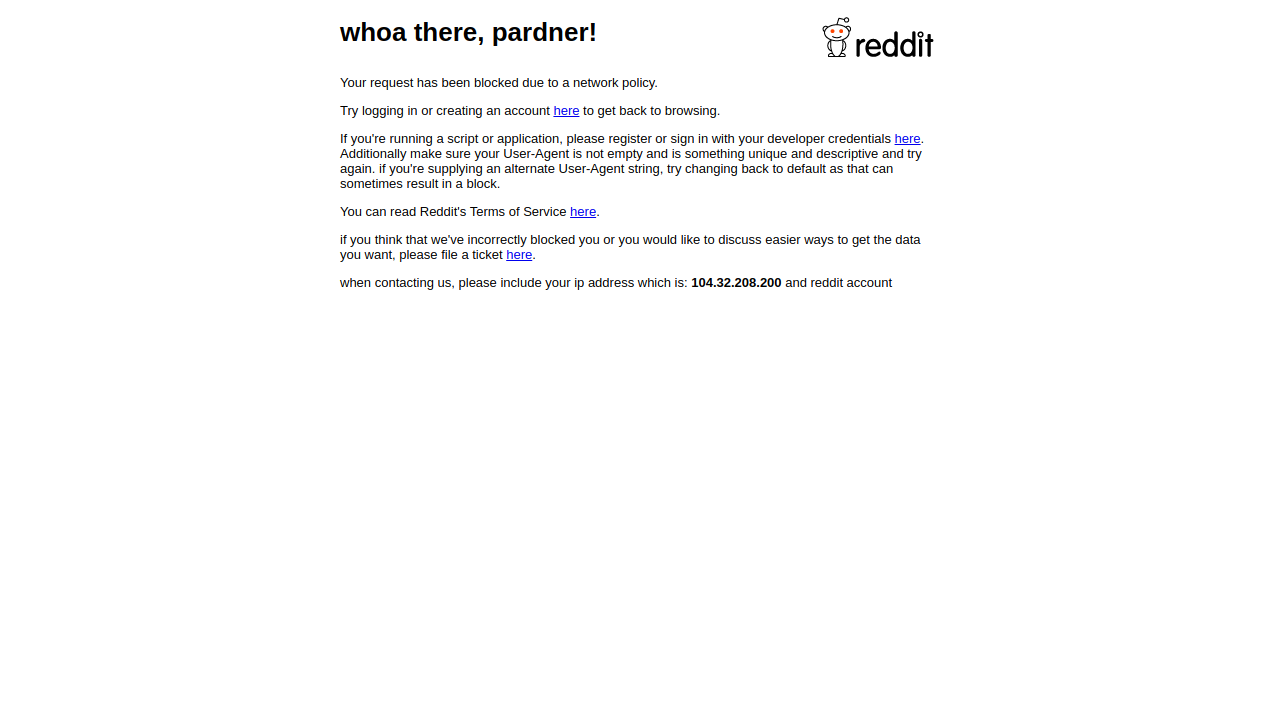 whoa there, pardner!
reddit
Your request has been blocked due to a network policy.
Try logging in or creating an account here to get back to browsing.
If you're running a script or application, please register or sign in with your developer credentials here.
Additionally make sure your User-Agent is not empty and is something unique and descriptive and try
again. if you're supplying an alternate User-Agent string, try changing back to default as that can
sometimes result in a block.
You can read Reddit's Terms of Service here.
if you think that we've incorrectly blocked you or you would like to discuss easier ways to get the data
you want, please file a ticket here.
when contacting us, please include your ip address which is: 104.32.208.200 and reddit account